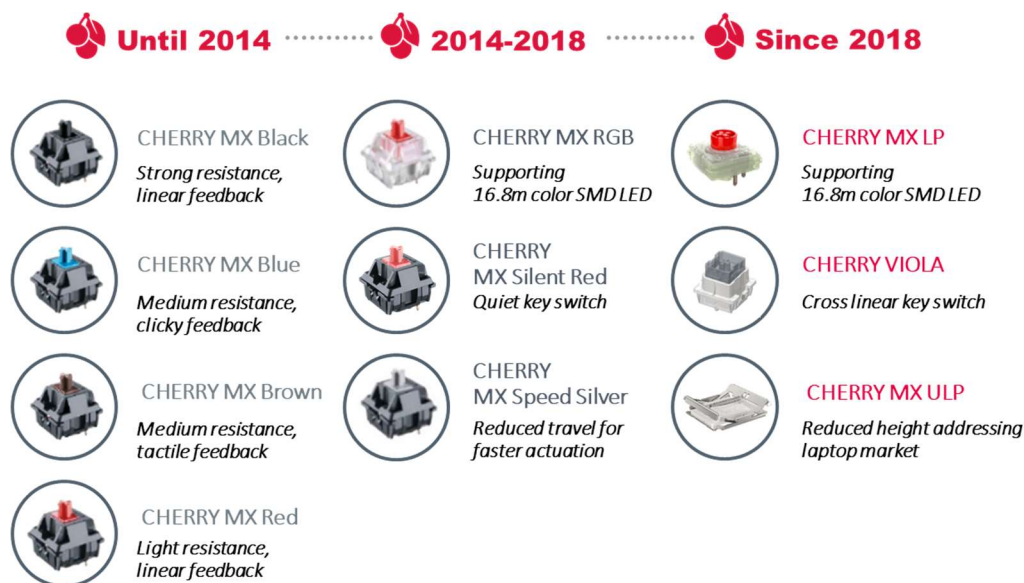 Until 2014
2014-2018
Since 2018
CHERRY MX Black
Strong resistance,
linear feedback
CHERRY MX Blue
Medium resistance,
clicky feedback
CHERRY MX Brown
Medium resistance,
tactile feedback
CHERRY MX Red
Light resistance,
linear feedback
CHERRY MX RGB
Supporting
16.8m color SMD LED
CHERRY
MX Silent Red
Quiet key switch
CHERRY
MX Speed Silver
Reduced travel for
faster actuation
CHERRY MX LP
Supporting
16.8m color SMD LED
CHERRY VIOLA
Cross linear key switch
CHERRY MX ULP
Reduced height addressing
laptop market